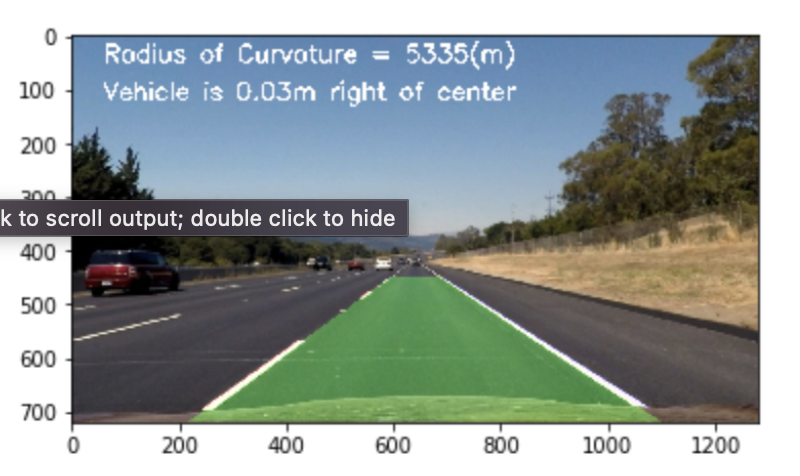 0
Radius of Curvature = 5335(m)
100
Vehicle is 0.03m right of center
200
k to scroll output; double click to hide
400
500
600
700
0 200 400 600 800 1000 1200